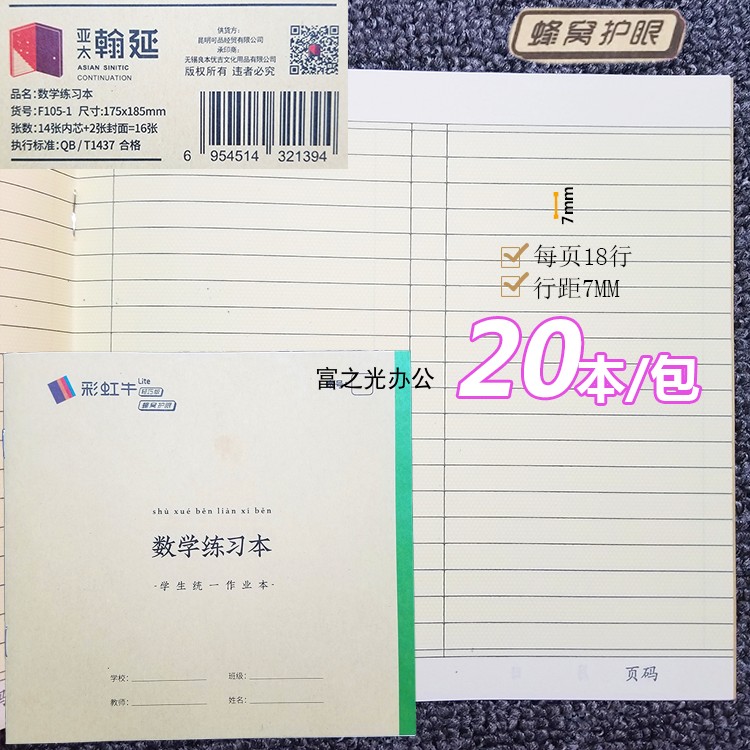 亚太翰延
ASIAN SINITIC
CONTINUATION
供货方:
昆明可品经贸有限公司
承印商:
无锡良本优吉文化用品有限公司
版权所有 违者必究
品名:数学练习本
货号:F105-1 尺寸:175x185mm
张数:14张内芯+2张封面=16张
执行标准:QB/T1437 合格
6 954514 321394
蜂窝护眼
7mm
每页18行
行距7MM
20本/包
彩虹牛 Lite
轻巧版
蜂窝护眼
富之光办公
号
shù xué bēn liàn xí běn
数学练习本
-学生统一作业本-
学校: 班级:
教师: 姓名:
页码